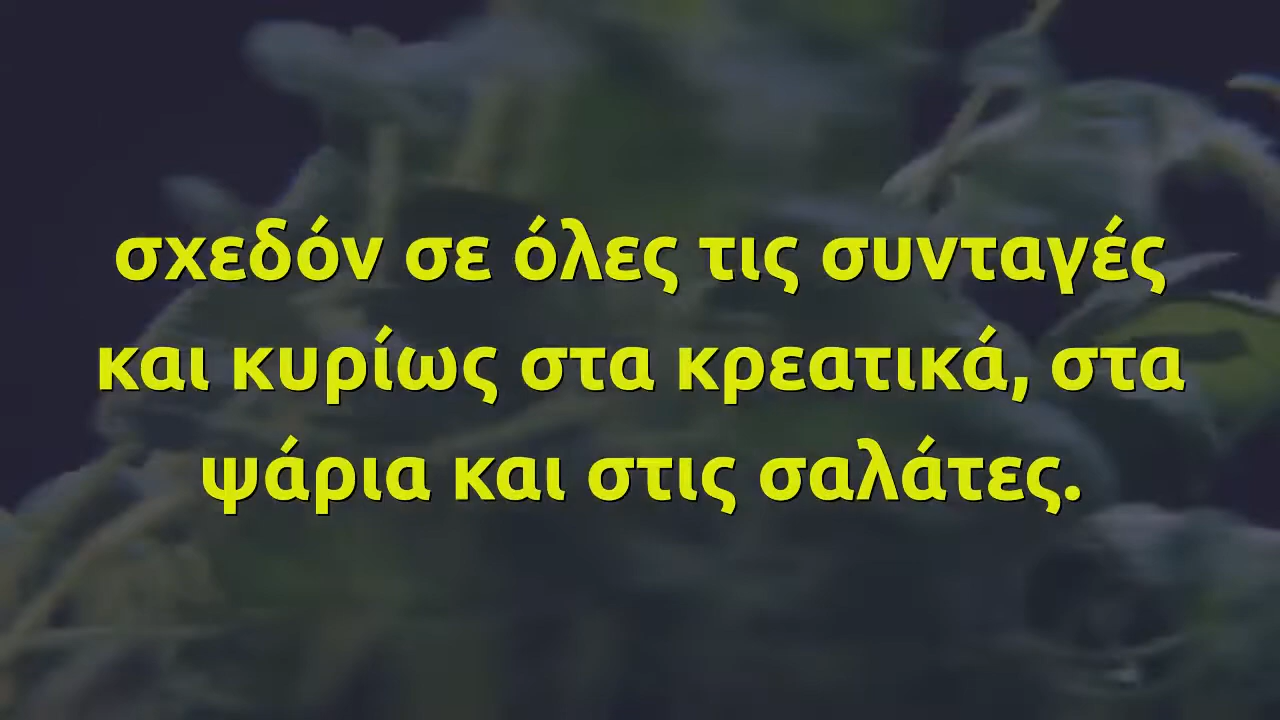 σχεδόν σε όλες τις συνταγές
και κυρίως στα κρεατικά, στα
ψάρια και στις σαλάτες.